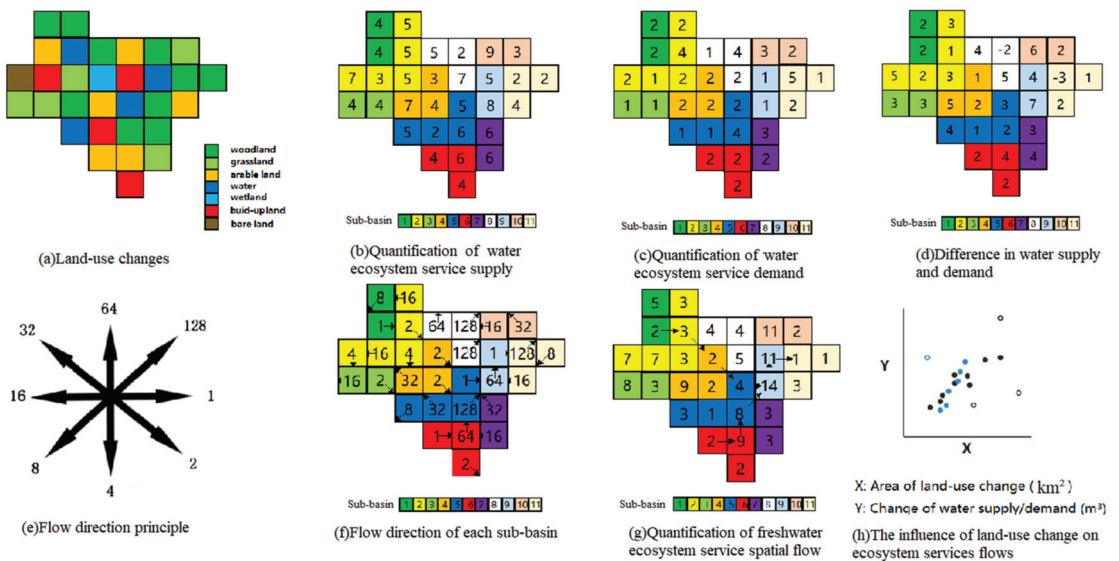 woodland
grassland
arable land
water
wetland
buid-upland
bare land
(a)Land-use changes
4 5
4 5 5 2 9 3
7 3 5 3 7 5 2 2
4 4 7 4 5 8 4
5 2 6 6
4 6 6
4
Sub-basin 1 2 3 4 5 6 7 8 9 10 11
(b)Quantification of water
ecosystem service supply
2 2
2 4 1 4 3 2
2 1 2 2 2 1 5 1
1 1 2 2 2 1 2
1 1 4 3
2 2 2
2
Sub-basin 1 2 3 4 5 6 7 8 9 10 11
(c)Quantification of water
ecosystem service demand
2 3
2 1 4 -2 6 2
5 2 3 1 5 4 -3 1
3 3 5 2 3 7 2
4 1 2 3
2 4 4
2
Sub-basin 1 2 3 4 5 6 7 8 9 10 11
(d)Difference in water supply
and demand
64
32 128
16 1
8 2
4
(e)Flow direction principle
8 16
1 2 64 128 16 32
4 16 4 2 128 1 128 8
16 2 32 2 1 64 16
8 32 128 32
1 64 16
2
Sub-basin 1 2 3 4 5 6 7 8 9 10 11
(f)Flow direction of each sub-basin
5 3
2 3 4 4 11 2
7 7 3 2 5 11 1 1
8 3 9 2 4 14 3
3 1 8 3
2 9 3
2
Sub-basin 1 2 3 4 5 6 7 8 9 10 11
(g)Quantification of freshwater
ecosystem service spatial flow
Y
X
X: Area of land-use change ( km²)
Y: Change of water supply/demand (m³)
(h)The influence of land-use change on
ecosystem services flows